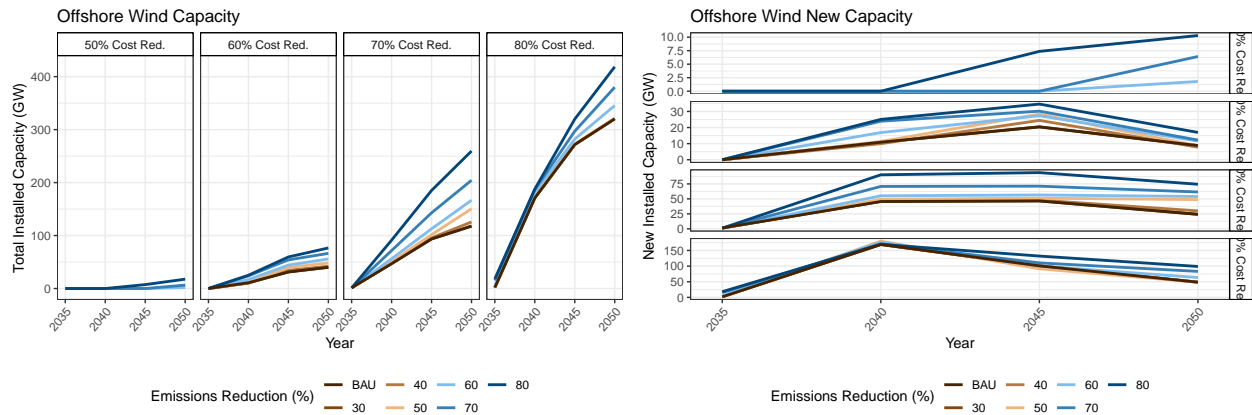 Offshore Wind Capacity
50% Cost Red. 60% Cost Red. 70% Cost Red. 80% Cost Red.
Total Installed Capacity (GW)
400
300
200
100
0
2035 2040 2045 2050 2035 2040 2045 2050 2035 2040 2045 2050 2035 2040 2045 2050
Year
Emissions Reduction (%)
BAU 40 60 80
30 50 70
Offshore Wind New Capacity
New Installed Capacity (GW)
10.0
7.5
5.0
2.5
0.0
% Cost Re
30
20
10
0
% Cost Re
75
50
25
0
% Cost Re
150
100
50
0
% Cost Re
2035 2040 2045 2050
Year
Emissions Reduction (%)
BAU 40 60 80
30 50 70